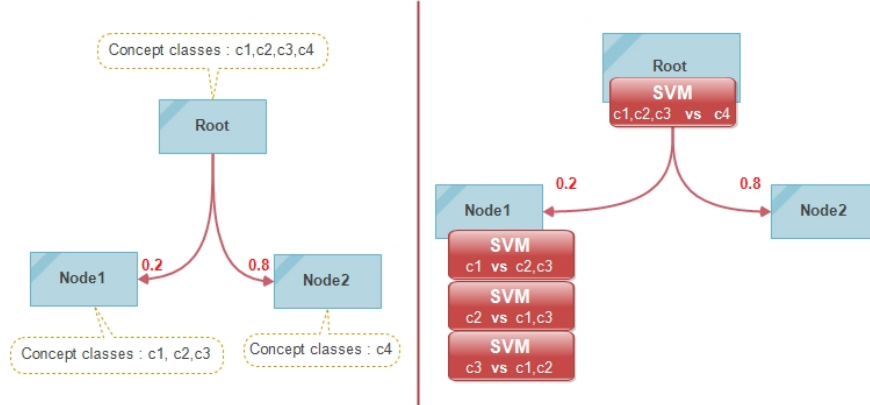 Concept classes : c1,c2,c3,c4
Root
0.2
0.8
Node1
Node2
Concept classes : c1, c2,c3
Concept classes : c4
Root
SVM
c1,c2,c3 vs c4
0.2
0.8
Node1
Node2
SVM
c1 vs c2,c3
SVM
c2 vs c1,c3
SVM
c3 vs c1,c2